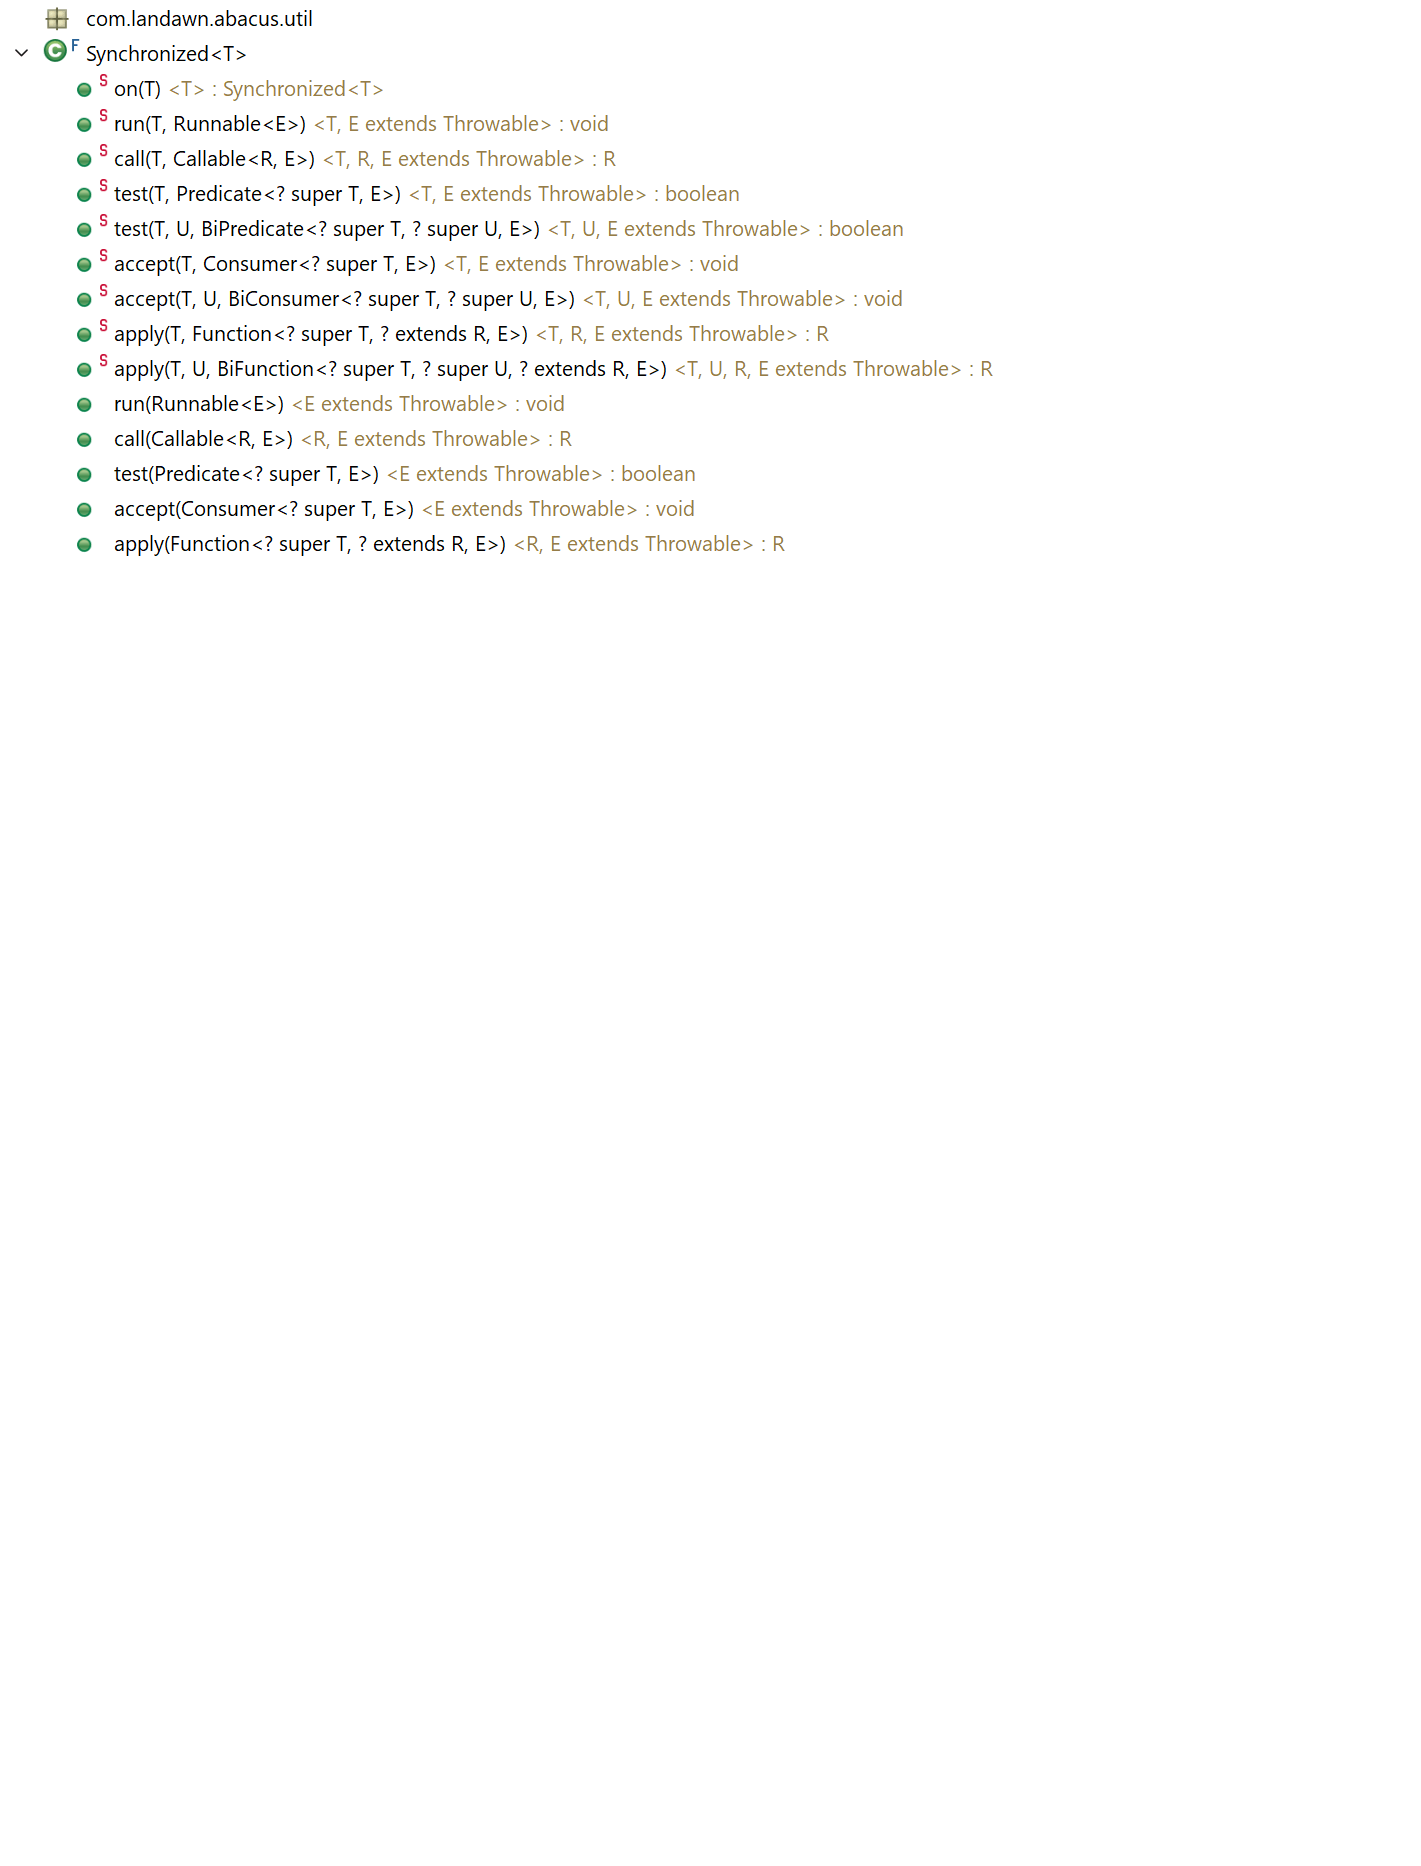 com.landawn.abacus.util
C F Synchronized<T>
S on(T) <T> : Synchronized<T>
S run(T, Runnable<E>) <T, E extends Throwable> : void
S call(T, Callable<R, E>) <T, R, E extends Throwable> : R
S test(T, Predicate<? super T, E>) <T, E extends Throwable> : boolean
S test(T, U, BiPredicate<? super T, ? super U, E>) <T, U, E extends Throwable> : boolean
S accept(T, Consumer<? super T, E>) <T, E extends Throwable> : void
S accept(T, U, BiConsumer<? super T, ? super U, E>) <T, U, E extends Throwable> : void
S apply(T, Function<? super T, ? extends R, E>) <T, R, E extends Throwable> : R
S apply(T, U, BiFunction<? super T, ? super U, ? extends R, E>) <T, U, R, E extends Throwable> : R
run(Runnable<E>) <E extends Throwable> : void
call(Callable<R, E>) <R, E extends Throwable> : R
test(Predicate<? super T, E>) <E extends Throwable> : boolean
accept(Consumer<? super T, E>) <E extends Throwable> : void
apply(Function<? super T, ? extends R, E>) <R, E extends Throwable> : R